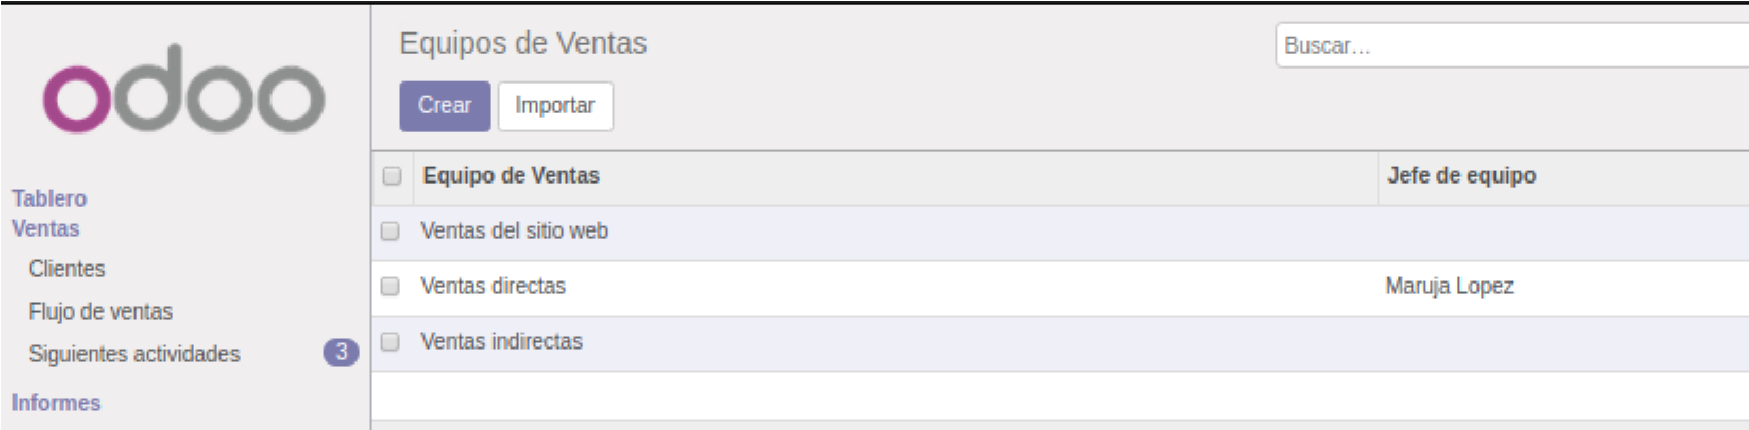 odoo
Tablero
Ventas
Clientes
Flujo de ventas
Siguientes actividades 3
Informes
Equipos de Ventas
Buscar...
Crear Importar
Equipo de Ventas Jefe de equipo
Ventas del sitio web
Ventas directas Maruja Lopez
Ventas indirectas